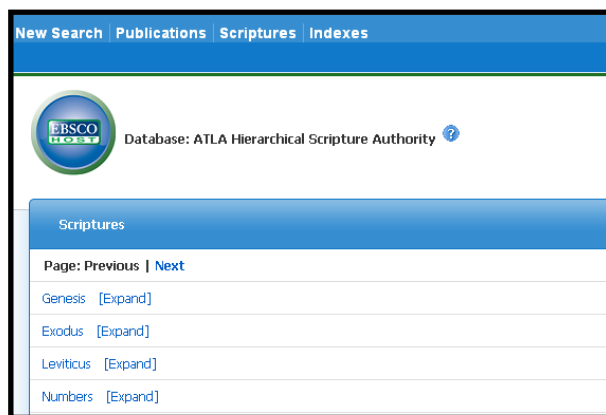 New Search | Publications | Scriptures | Indexes
EBSCO
HOST
Database: ATLA Hierarchical Scripture Authority ?
Scriptures
Page: Previous | Next
Genesis [Expand]
Exodus [Expand]
Leviticus [Expand]
Numbers [Expand]